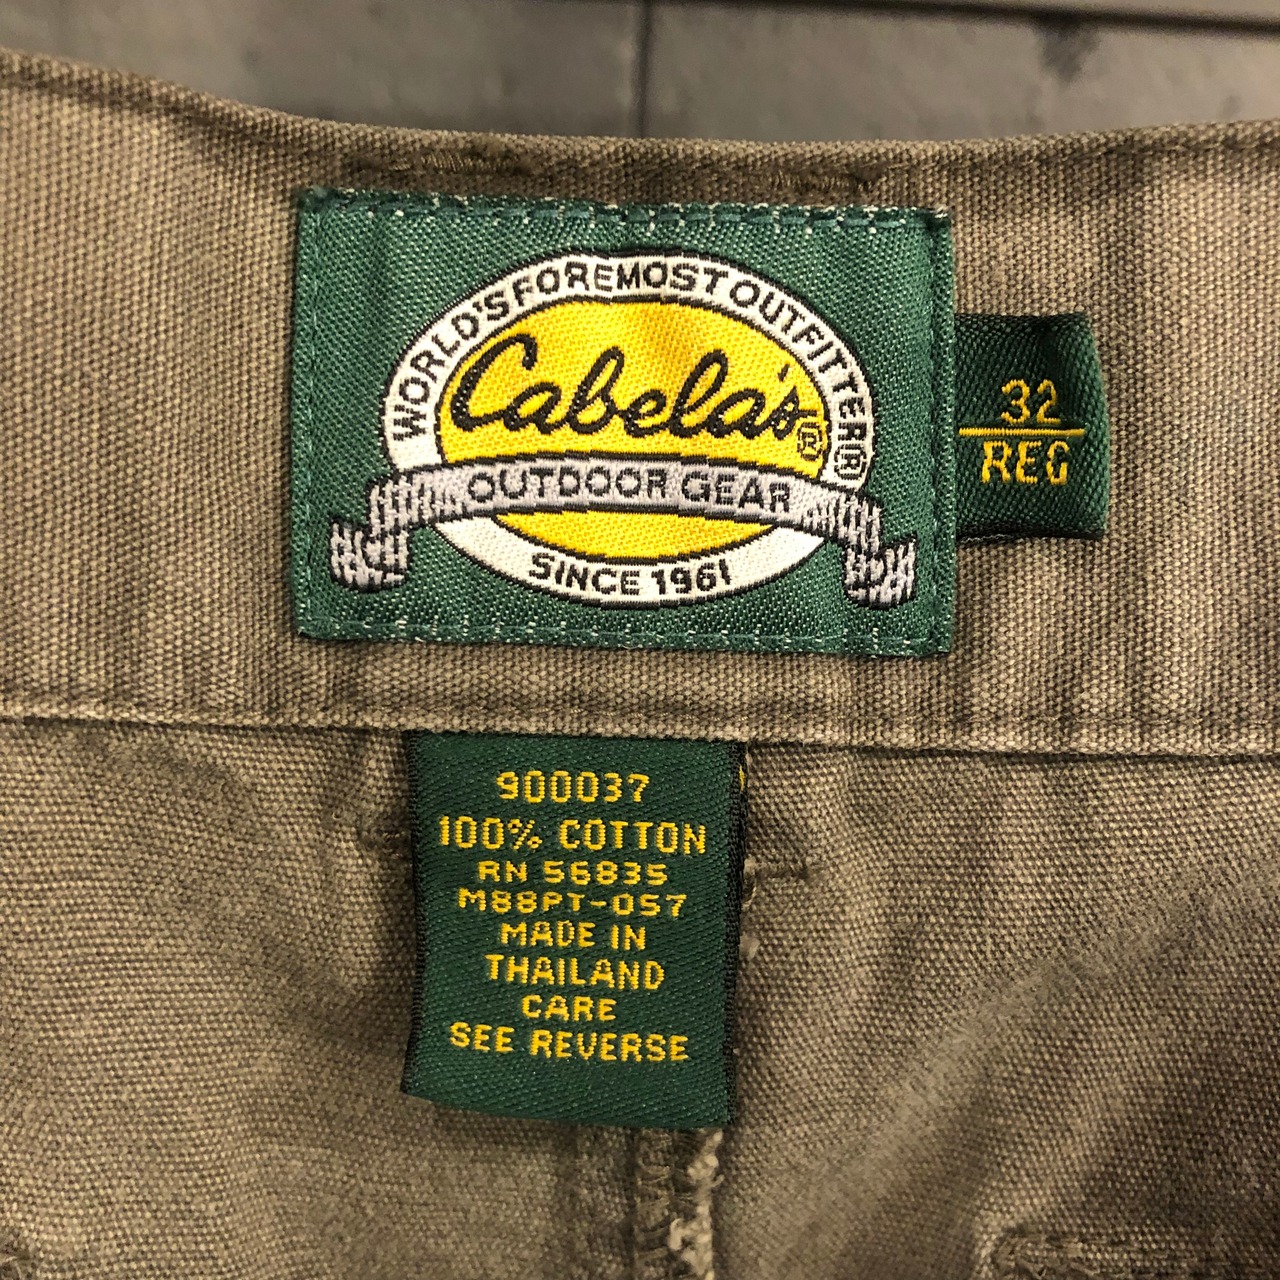 WORLD'S FOREMOST OUTFITTER®
Cabela's®
OUTDOOR GEAR
SINCE 1961
32
REG
900037
100% COTTON
RN 56835
M88PT-057
MADE IN
THAILAND
CARE
SEE REVERSE